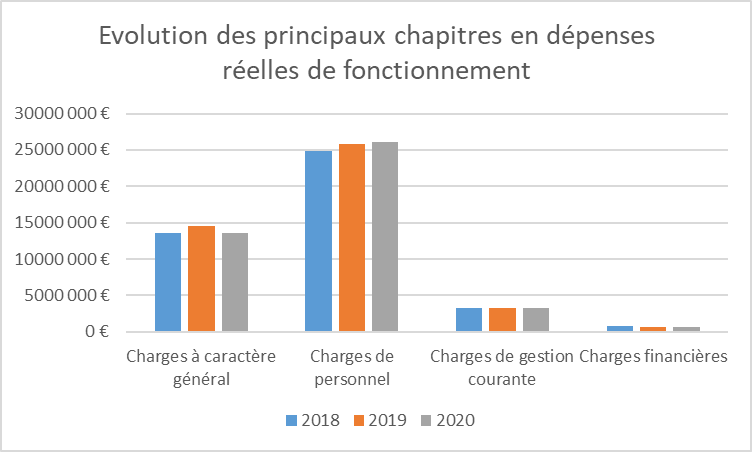 Evolution des principaux chapitres en dépenses
réelles de fonctionnement
30000 000 €
25000 000 €
20000 000 €
15000 000 €
10000 000 €
5000 000 €
0 €
Charges à caractère
général
Charges de
personnel
Charges de gestion
courante
Charges financières
2018 2019 2020